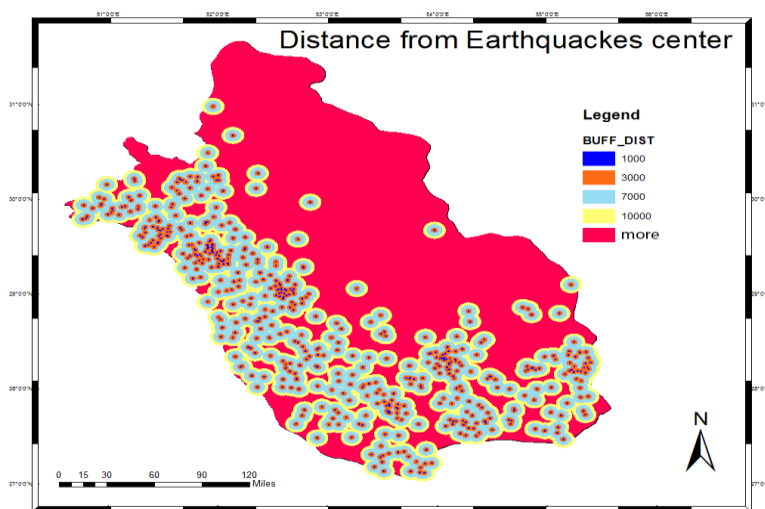 51°0'0"E 52°0'0"E 53°0'0"E 54°0'0"E 55°0'0"E 56°0'0"E
Distance from Earthquackes center
31°0'0"N
30°0'0"N
29°0'0"N
28°0'0"N
27°0'0"N
Legend
BUFF_DIST
1000
3000
7000
10000
more
N
0 15 30 60 90 120
Miles